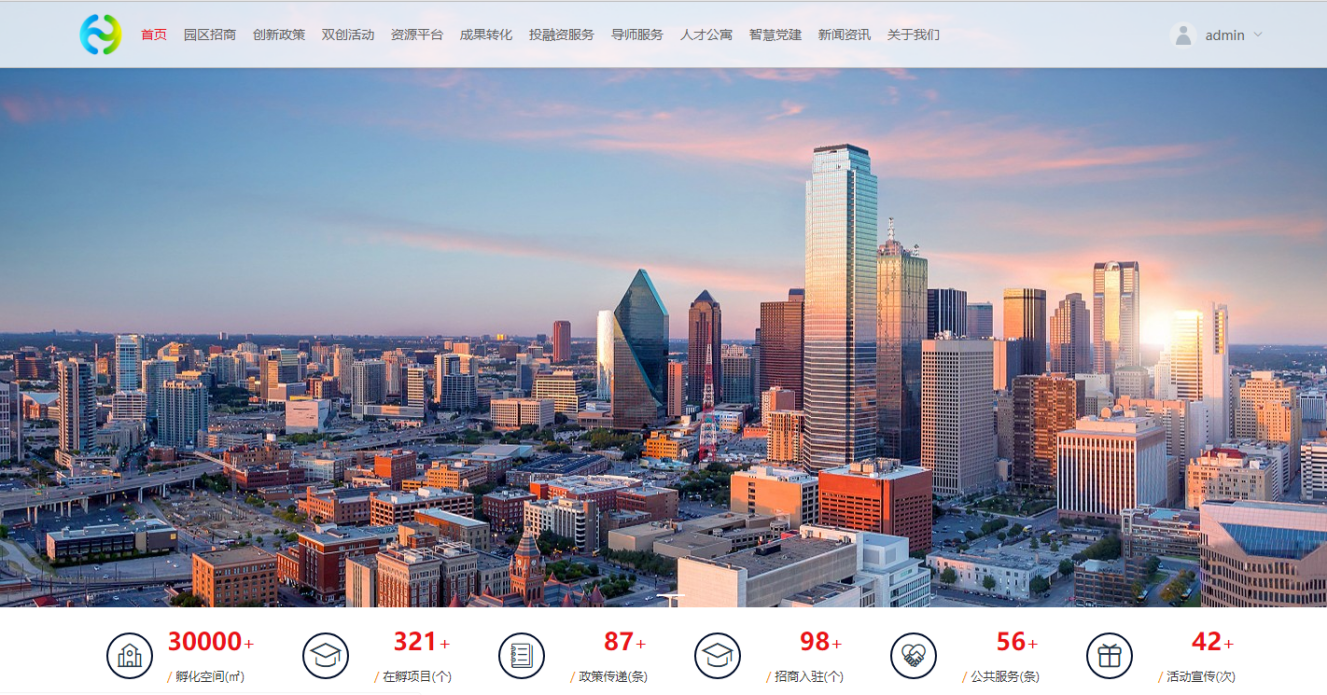 首页 园区招商 创新政策 双创活动 资源平台 成果转化 投融资服务 导师服务 人才公寓 智慧党建 新闻资讯 关于我们 admin
30000+ 321+ 87+ 98+ 56+ 42+
/ 孵化空间(㎡) / 在孵项目(个) / 政策传递(条) / 招商入驻(个) / 公共服务(条) / 活动宣传(次)